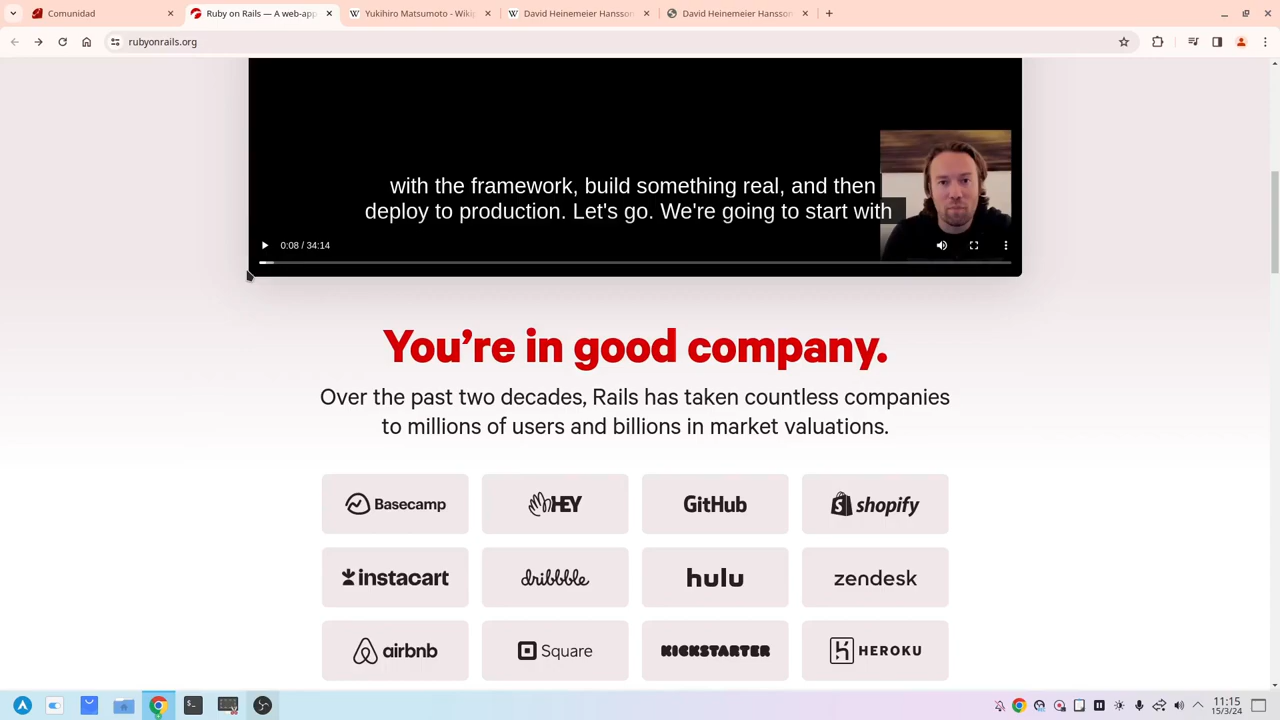 Comunidad
Ruby on Rails — A web-app
Yukihiro Matsumoto - Wiki
David Heinemeier Hansson
David Heinemeier Hansson
rubyonrails.org
with the framework, build something real, and then
deploy to production. Let's go. We're going to start with
0:08 / 34:14
You’re in good company.
Over the past two decades, Rails has taken countless companies
to millions of users and billions in market valuations.
Basecamp
HEY
GitHub
shopify
instacart
dribbble
hulu
zendesk
airbnb
Square
KICKSTARTER
HEROKU
11:15
15/3/24